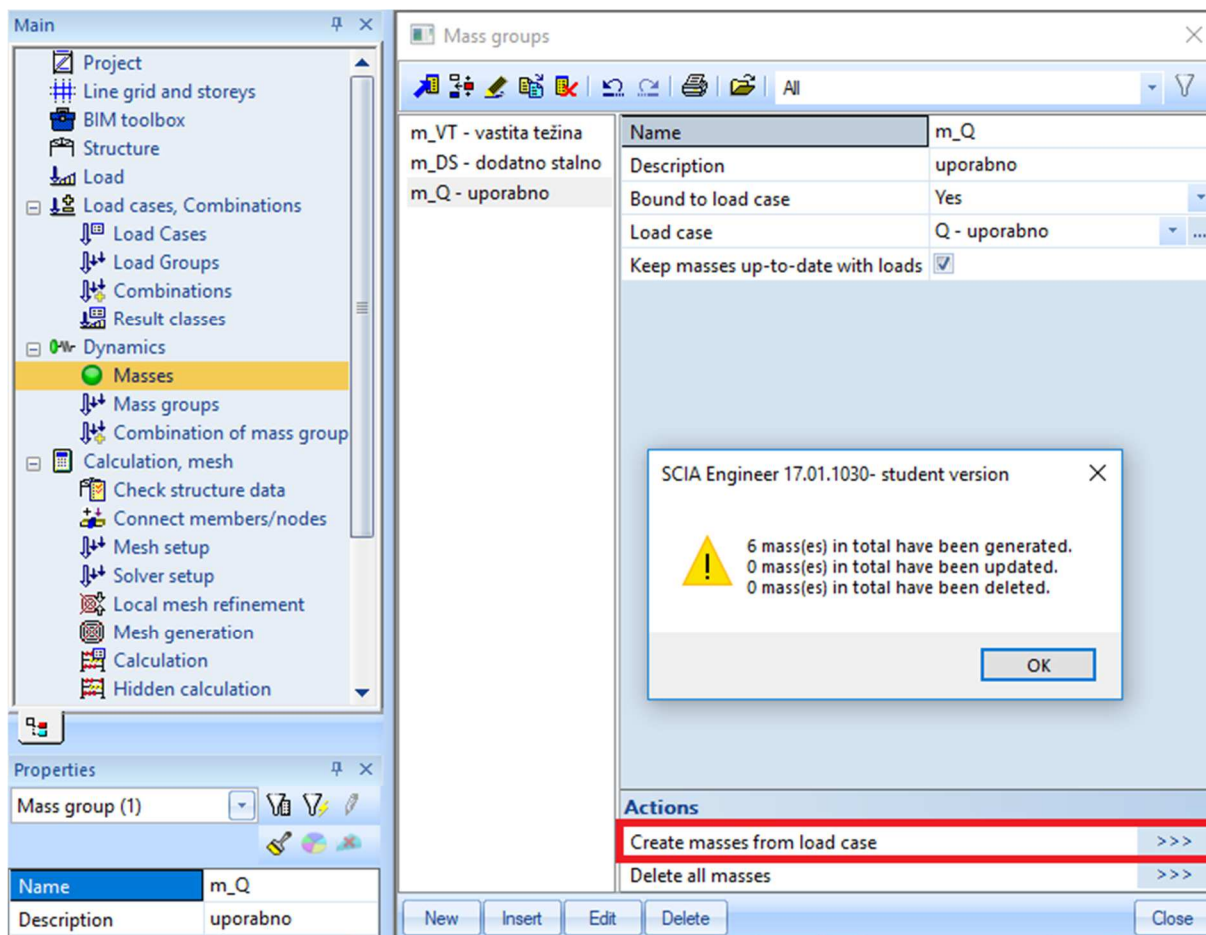 Main
Project
Line grid and storeys
BIM toolbox
Structure
Load
Load cases, Combinations
Load Cases
Load Groups
Combinations
Result classes
Dynamics
Masses
Mass groups
Combination of mass group
Calculation, mesh
Check structure data
Connect members/nodes
Mesh setup
Solver setup
Local mesh refinement
Mesh generation
Calculation
Hidden calculation
Properties
Mass group (1)
Name m_Q
Description uporabno
Mass groups
All
m_VT - vastita težina
m_DS - dodatno stalno
m_Q - uporabno
Name m_Q
Description uporabno
Bound to load case Yes
Load case Q - uporabno ...
Keep masses up-to-date with loads
SCIA Engineer 17.01.1030- student version
6 mass(es) in total have been generated.
0 mass(es) in total have been updated.
0 mass(es) in total have been deleted.
OK
Actions
Create masses from load case >>>
Delete all masses >>>
New Insert Edit Delete Close